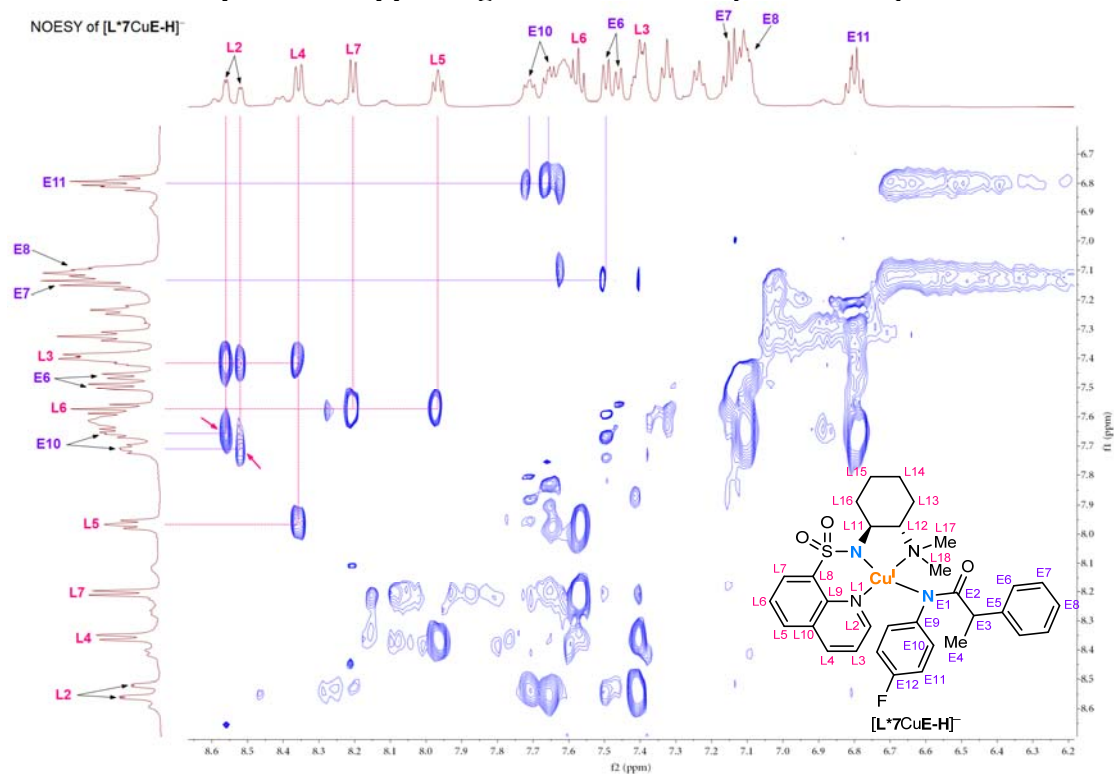 NOESY of [L*7CuE-H]⁻
L2
L4
L7
L5
E10
L6
E6
L3
E7
E8
E11
E11
E8
E7
L3
E6
L6
E10
L5
L7
L4
L2
6.7
6.8
6.9
7.0
7.1
7.2
7.3
7.4
7.5
7.6
7.7
7.8
7.9
8.0
8.1
8.2
8.3
8.4
8.5
8.6
f1 (ppm)
8.6 8.5 8.4 8.3 8.2 8.1 8.0 7.9 7.8 7.7 7.6 7.5 7.4 7.3 7.2 7.1 7.0 6.9 6.8 6.7 6.6 6.5 6.4 6.3 6.2
f2 (ppm)
L15 L14
L16 L13
L11 L12
O O S N N Me L17
L18 Me
L7 L8 Cuᴵ O
L6 L9 L1 N N E1 E2 E5 E6 E7
L5 L10 L2 E9 E3 E8
L4 L3 E10 Me E4
E12 E11
F
[L*7CuE-H]⁻